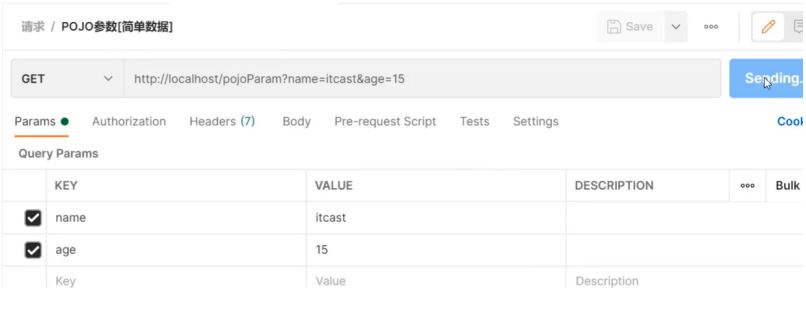 请求 / POJO参数[简单数据] Save ooo
GET http://localhost/pojoParam?name=itcast&age=15 Sending.
Params Authorization Headers (7) Body Pre-request Script Tests Settings
Query Params
KEY VALUE DESCRIPTION ooo Bulk
name itcast
age 15
Key Value Description